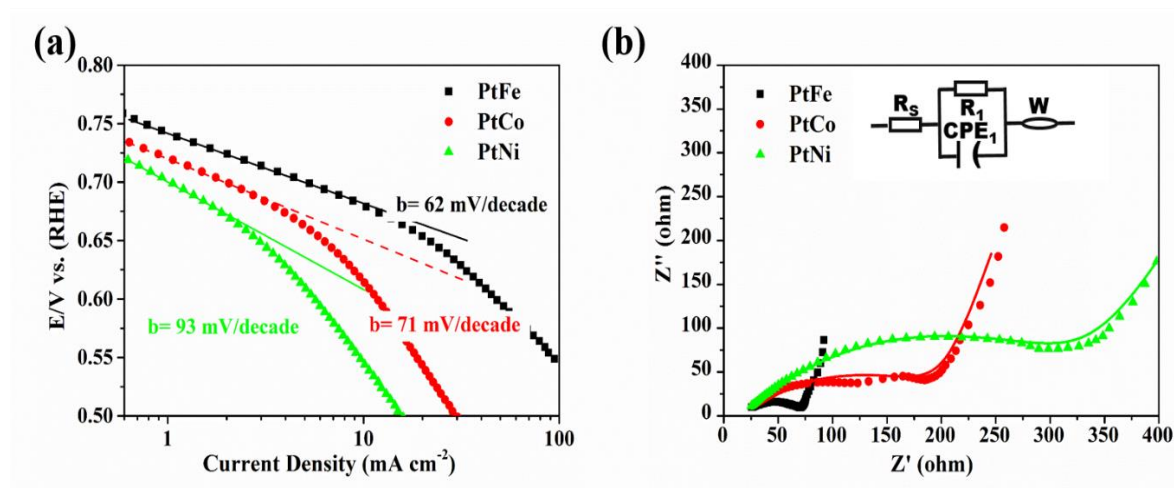 (a)
0.80
0.75
0.70
0.65
0.60
0.55
0.50
E/V vs. (RHE)
PtFe
PtCo
PtNi
b= 62 mV/decade
b= 93 mV/decade
b= 71 mV/decade
1
10
100
Current Density (mA cm⁻²)
(b)
400
350
300
250
200
150
100
50
0
Z'' (ohm)
PtFe
PtCo
PtNi
Rs
R1
CPE1
W
0
50
100
150
200
250
300
350
400
Z' (ohm)